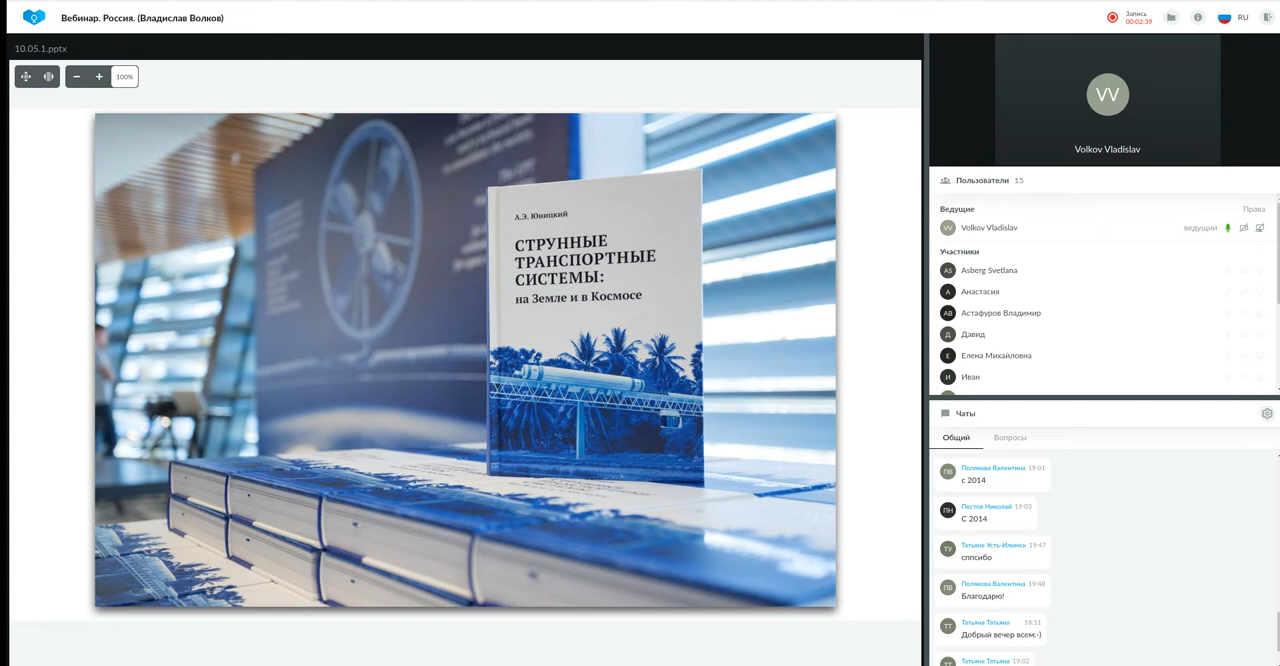 Вебинар. Россия. (Владислав Волков)
Запись
00:02:39
RU
10.05.1.pptx
100%
А.Э. Юницкий
СТРУННЫЕ
ТРАНСПОРТНЫЕ
СИСТЕМЫ:
на Земле и в Космосе
VV
Volkov Vladislav
Пользователи 15
Ведущие Права
VV Volkov Vladislav ведущий
Участники
AS Asberg Svetlana
А Анастасия
АВ Астафуров Владимир
Д Давид
Е Елена Михайловна
И Иван
Чаты
Общий Вопросы
ПВ Полякова Валентина 19:01
с 2014
ПН Пестов Николай 19:03
С 2014
ТУ Татьяна Усть-Илимск 19:47
сппсибо
ПВ Полякова Валентина 19:48
Благодарю!
ТТ Татьяна Татьяна 18:51
Добрый вечер всем:-)
ТТ Татьяна Татьяна 19:02